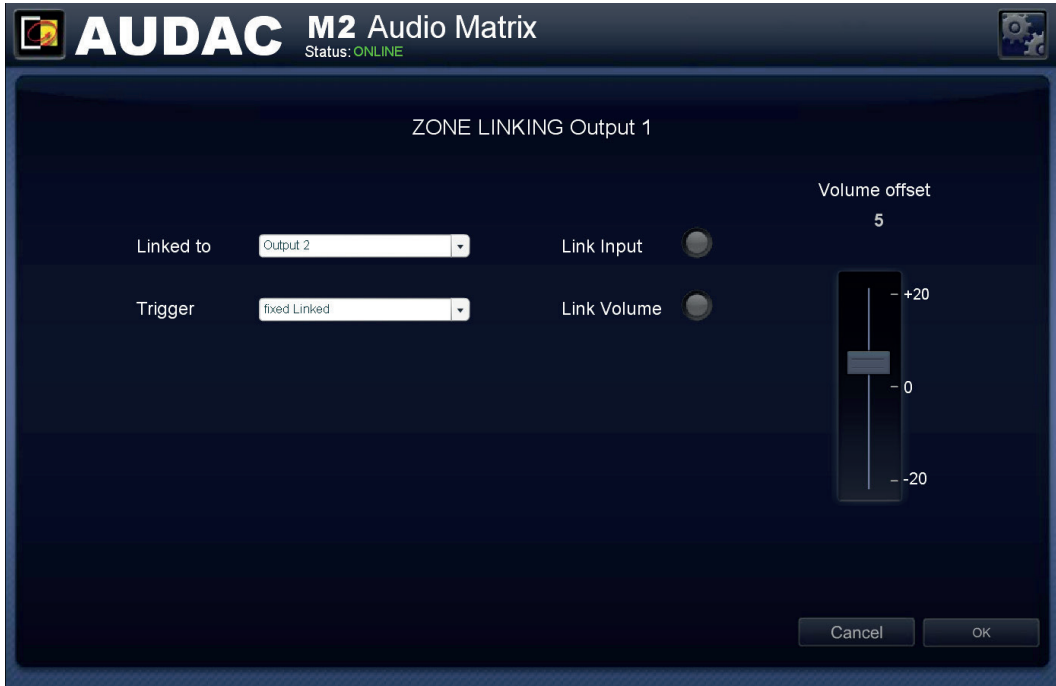 AUDAC
M2 Audio Matrix
Status: ONLINE
ZONE LINKING Output 1
Volume offset
5
Linked to
Output 2
Link Input
Trigger
fixed Linked
Link Volume
+20
0
-20
Cancel
OK